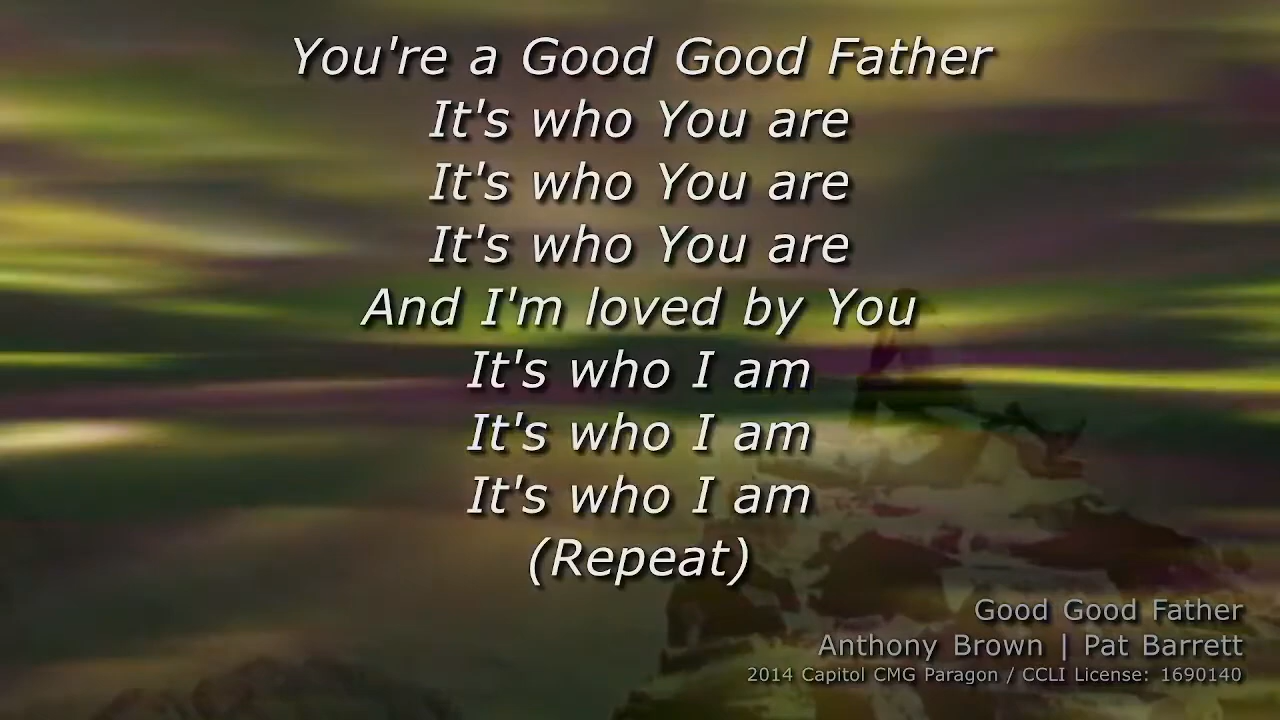 You're a Good Good Father
It's who You are
It's who You are
It's who You are
And I'm loved by You
It's who I am
It's who I am
It's who I am
(Repeat)
Good Good Father
Anthony Brown | Pat Barrett
2014 Capitol CMG Paragon / CCLI License: 1690140